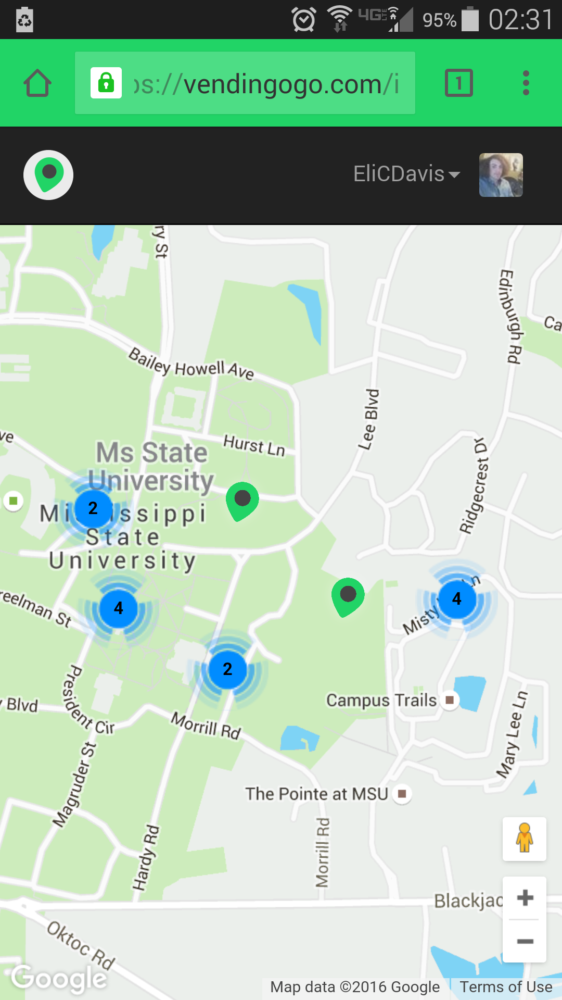 4G LTE 95% 02:31
ps://vendingogo.com/i
1
EliCDavis
ry St
Edinburgh Rd
Ca
Bailey Howell Ave
Lee Blvd
ve
Hurst Ln
Ridgecrest Dr
Ms State
University
2
Mi ssippi
State
University
4
Misty Ln
4
reelman St
2
President Cir
Campus Trails
y Blvd
Morrill Rd
Mary Lee Ln
Magruder St
The Pointe at MSU
Hardy Rd
Morrill Rd
Blackjac
+
−
Oktoc Rd
Google
Map data ©2016 Google
Terms of Use